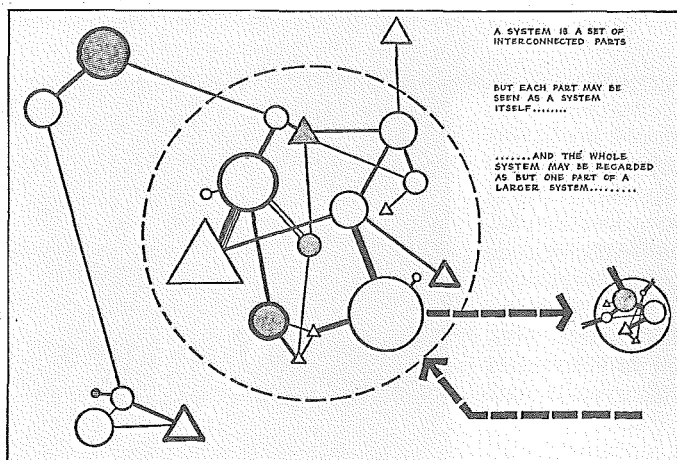 A SYSTEM IS A SET OF
INTERCONNECTED PARTS
BUT EACH PART MAY BE
SEEN AS A SYSTEM
ITSELF........
.......AND THE WHOLE
SYSTEM MAY BE REGARDED
AS BUT ONE PART OF A
LARGER SYSTEM.........